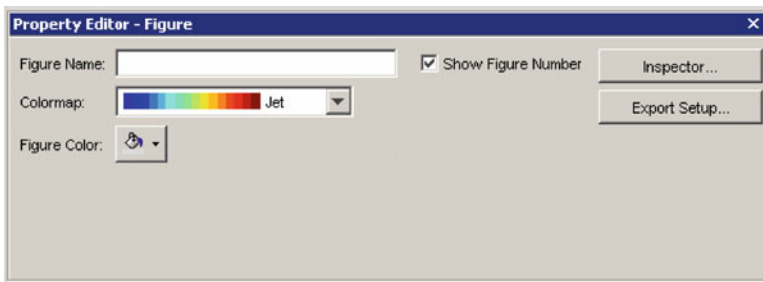 Property Editor - Figure
Figure Name:
Show Figure Number
Inspector...
Colormap:
Jet
Export Setup...
Figure Color: